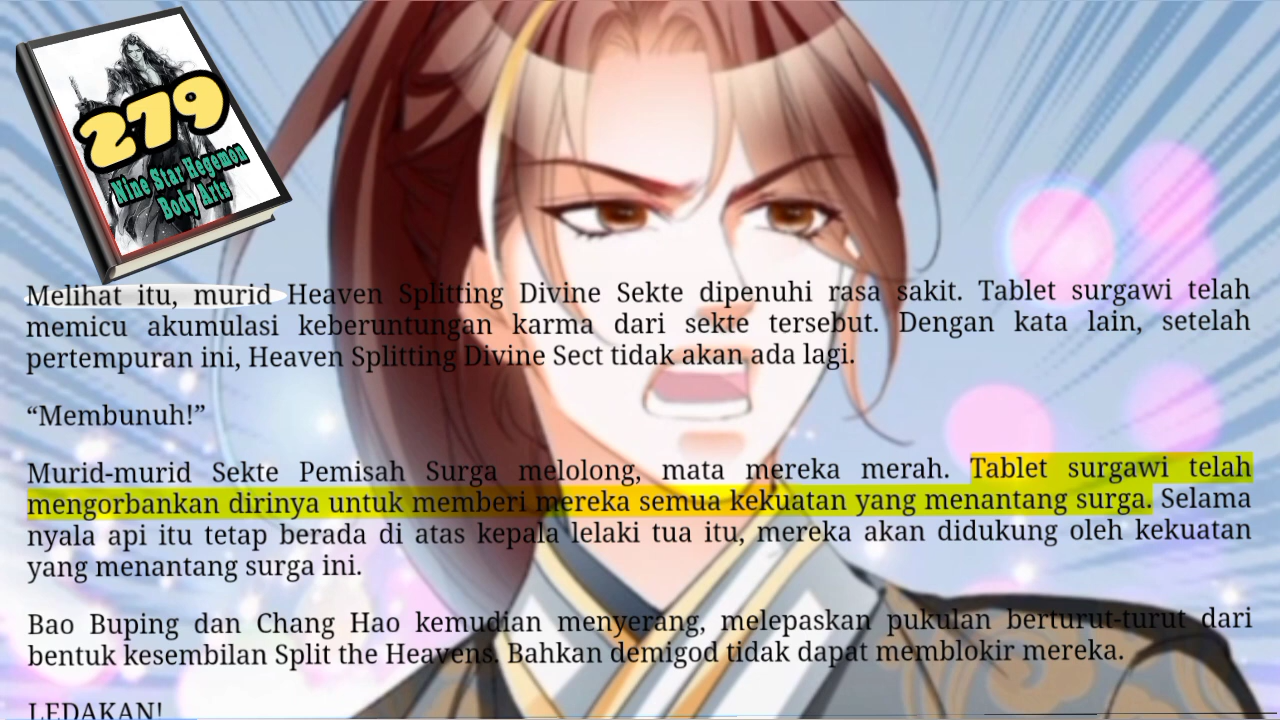 279
Nine Star Hegemon
Body Arts
Melihat itu, murid Heaven Splitting Divine Sekte dipenuhi rasa sakit. Tablet surgawi telah
memicu akumulasi keberuntungan karma dari sekte tersebut. Dengan kata lain, setelah
pertempuran ini, Heaven Splitting Divine Sect tidak akan ada lagi.
“Membunuh!”
Murid-murid Sekte Pemisah Surga melolong, mata mereka merah. Tablet surgawi telah
mengorbankan dirinya untuk memberi mereka semua kekuatan yang menantang surga. Selama
nyala api itu tetap berada di atas kepala lelaki tua itu, mereka akan didukung oleh kekuatan
yang menantang surga ini.
Bao Buping dan Chang Hao kemudian menyerang, melepaskan pukulan berturut-turut dari
bentuk kesembilan Split the Heavens. Bahkan demigod tidak dapat memblokir mereka.
LEDAKAN!